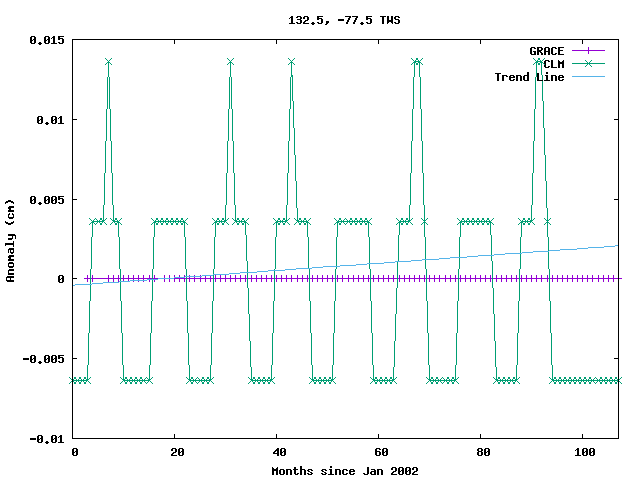 132.5, -77.5 TWS
0.015
GRACE
CLM
Trend Line
0.01
0.005
Anomaly (cm)
0
-0.005
-0.01
0 20 40 60 80 100
Months since Jan 2002